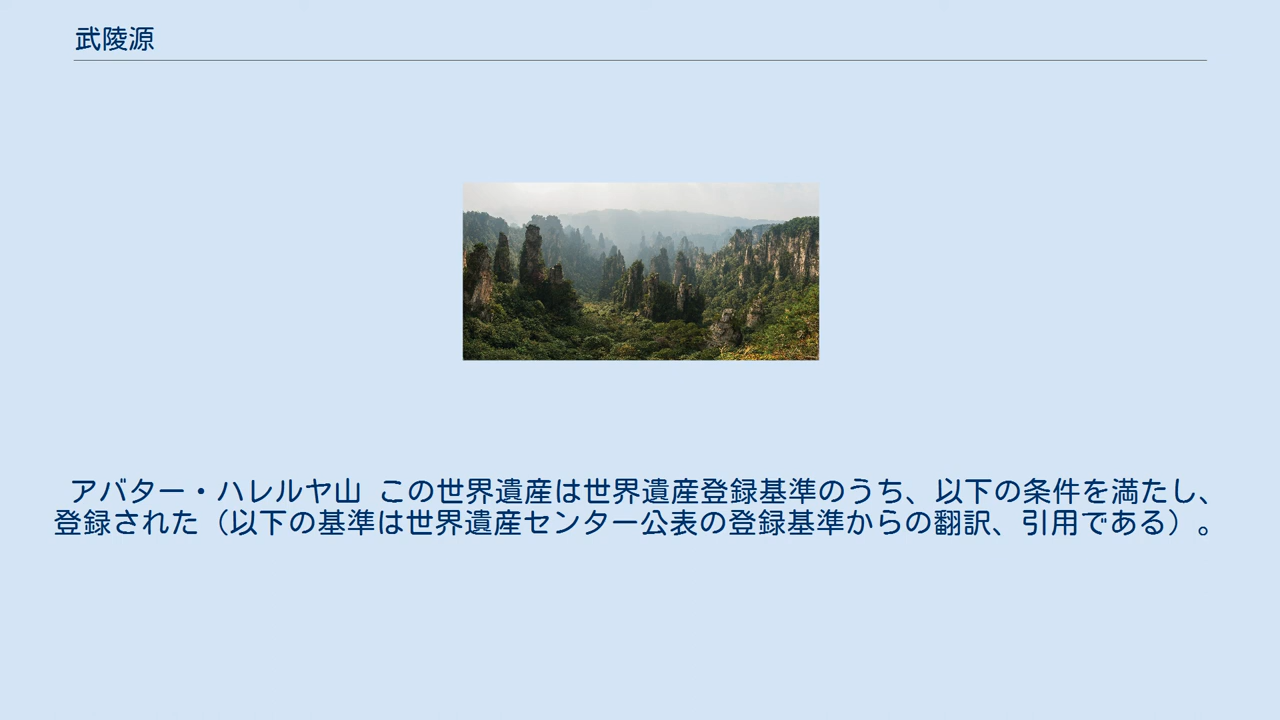 武陵源
アバター・ハレルヤ山 この世界遺産は世界遺産登録基準のうち、以下の条件を満たし、
登録された（以下の基準は世界遺産センター公表の登録基準からの翻訳、引用である）。